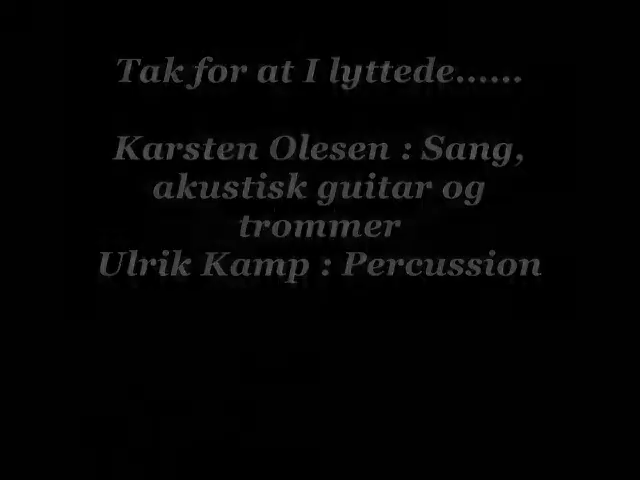 Tak for at I lyttede......
Karsten Olesen : Sang,
akustisk guitar og
trommer
Ulrik Kamp : Percussion